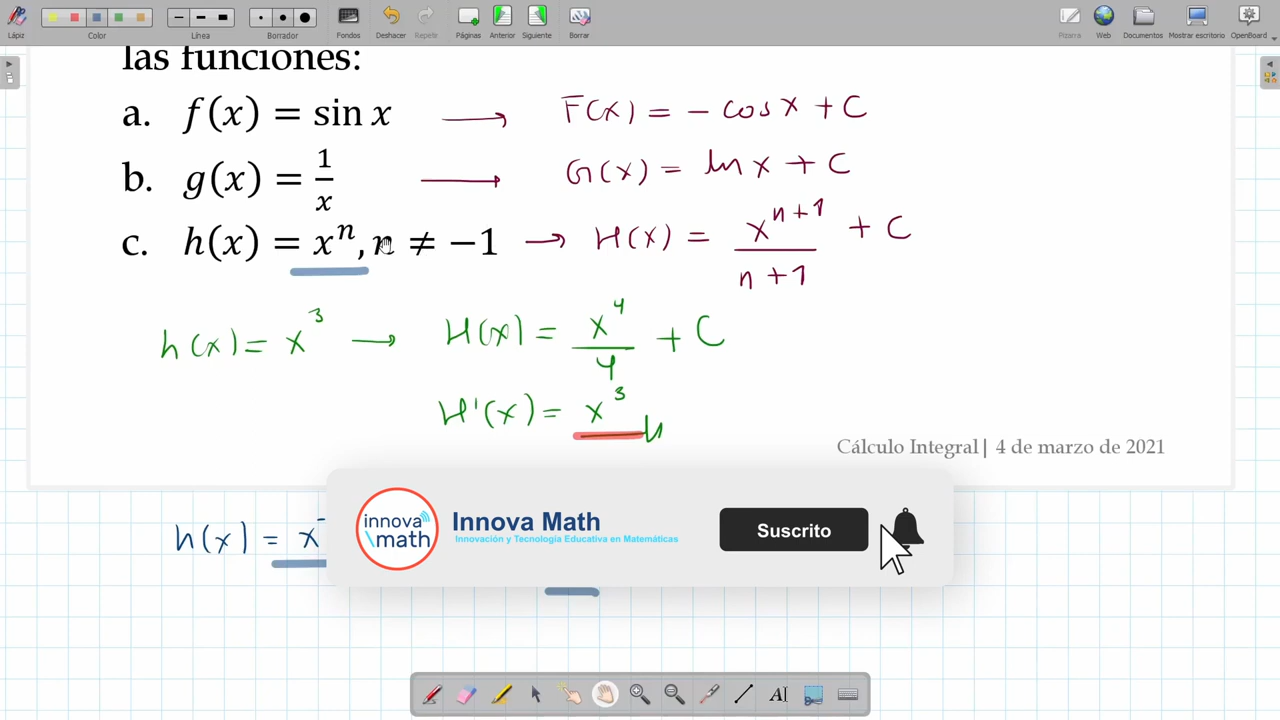 Lápiz Color Línea Borrador Fondos Deshacer Repetir Páginas Anterior Siguiente Borrar Pizarra Web Documentos Mostrar escritorio OpenBoard
las funciones:
a. f(x) = sin x → F(x) = − cos x + C
b. g(x) = 1/x → G(x) = ln x + C
c. h(x) = xⁿ, n ≠ −1 → H(x) = x^(n+1)/(n+1) + C
h(x) = x³ → H(x) = x⁴/4 + C
H'(x) = x³
Cálculo Integral| 4 de marzo de 2021
h(x) = x⁻
innova math
Innova Math
Innovación y Tecnología Educativa en Matemáticas
Suscrito
AI